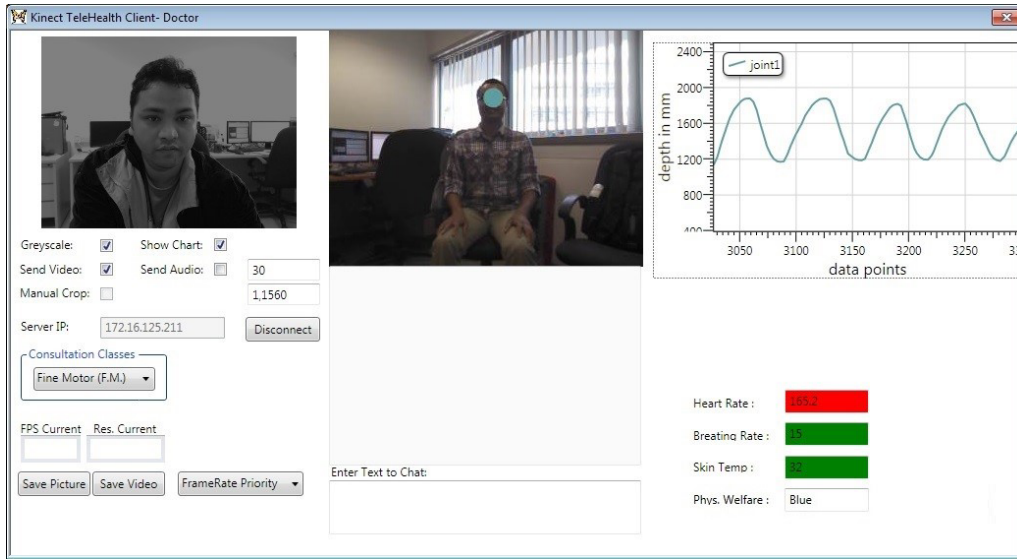 Kinect TeleHealth Client- Doctor
Greyscale:
Show Chart:
Send Video:
Send Audio:
30
Manual Crop:
1,1560
Server IP:
172.16.125.211
Disconnect
Consultation Classes
Fine Motor (F.M.)
FPS Current
Res. Current
Save Picture
Save Video
FrameRate Priority
Enter Text to Chat:
joint1
depth in mm
2400
2000
1600
1200
800
400
3050
3100
3150
3200
3250
data points
Heart Rate :
165.2
Breating Rate :
15
Skin Temp :
32
Phys. Welfare :
Blue